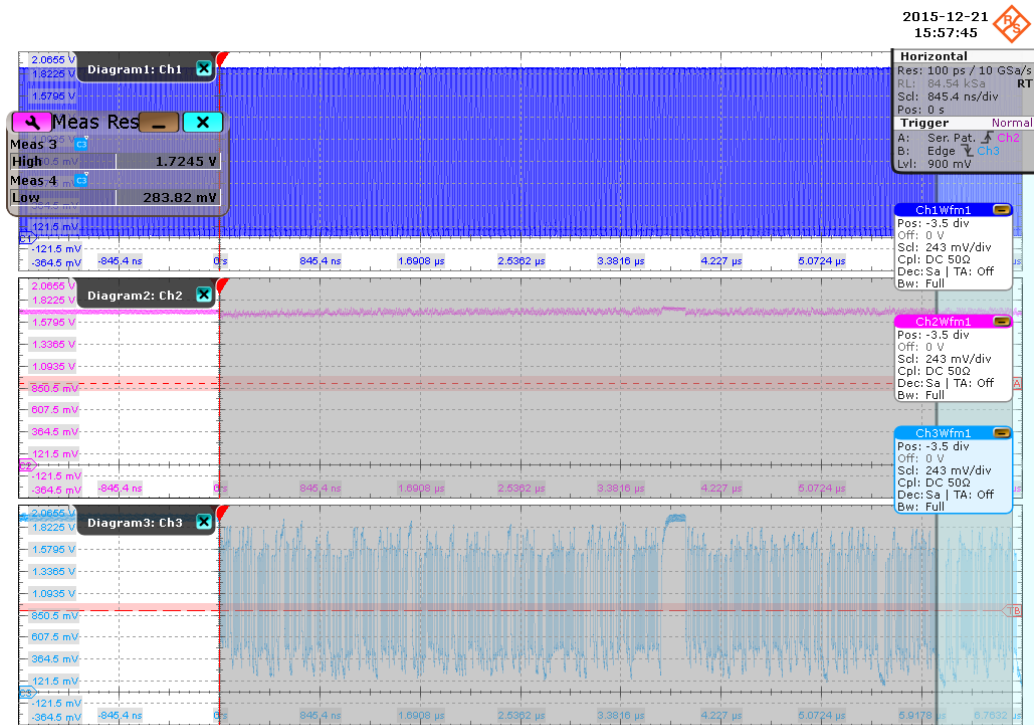 2015-12-21
15:57:45
R&S
Horizontal
Res: 100 ps / 10 GSa/s
RL: 84.54 kSa RT
Scl: 845.4 ns/div
Pos: 0 s
Trigger Normal
A: Ser. Pat. Ch2
B: Edge Ch3
Lvl: 900 mV
Diagram1: Ch1
2.0655 V
1.8225 V
1.5795 V
Meas Res
Meas 3 C3
High 1.7245 V
Meas 4 C3
Low 283.82 mV
121.5 mV
C1
-121.5 mV
-364.5 mV
-845.4 ns 0 s 845.4 ns 1.6908 µs 2.5362 µs 3.3816 µs 4.227 µs 5.0724 µs
Ch1Wfm1
Pos: -3.5 div
Off: 0 V
Scl: 243 mV/div
Cpl: DC 50Ω
Dec: Sa | TA: Off
Bw: Full
Diagram2: Ch2
2.0655 V
1.8225 V
1.5795 V
1.3365 V
1.0935 V
850.5 mV
607.5 mV
364.5 mV
121.5 mV
C2
-121.5 mV
-364.5 mV
A
-845.4 ns 0 s 845.4 ns 1.6908 µs 2.5362 µs 3.3816 µs 4.227 µs 5.0724 µs
Ch2Wfm1
Pos: -3.5 div
Off: 0 V
Scl: 243 mV/div
Cpl: DC 50Ω
Dec: Sa | TA: Off
Bw: Full
Diagram3: Ch3
2.0655 V
1.8225 V
1.5795 V
1.3365 V
1.0935 V
850.5 mV
607.5 mV
364.5 mV
121.5 mV
C3
-121.5 mV
-364.5 mV
TB
-845.4 ns 0 s 845.4 ns 1.6908 µs 2.5362 µs 3.3816 µs 4.227 µs 5.0724 µs 5.9178 µs 6.7632 µs
Ch3Wfm1
Pos: -3.5 div
Off: 0 V
Scl: 243 mV/div
Cpl: DC 50Ω
Dec: Sa | TA: Off
Bw: Full